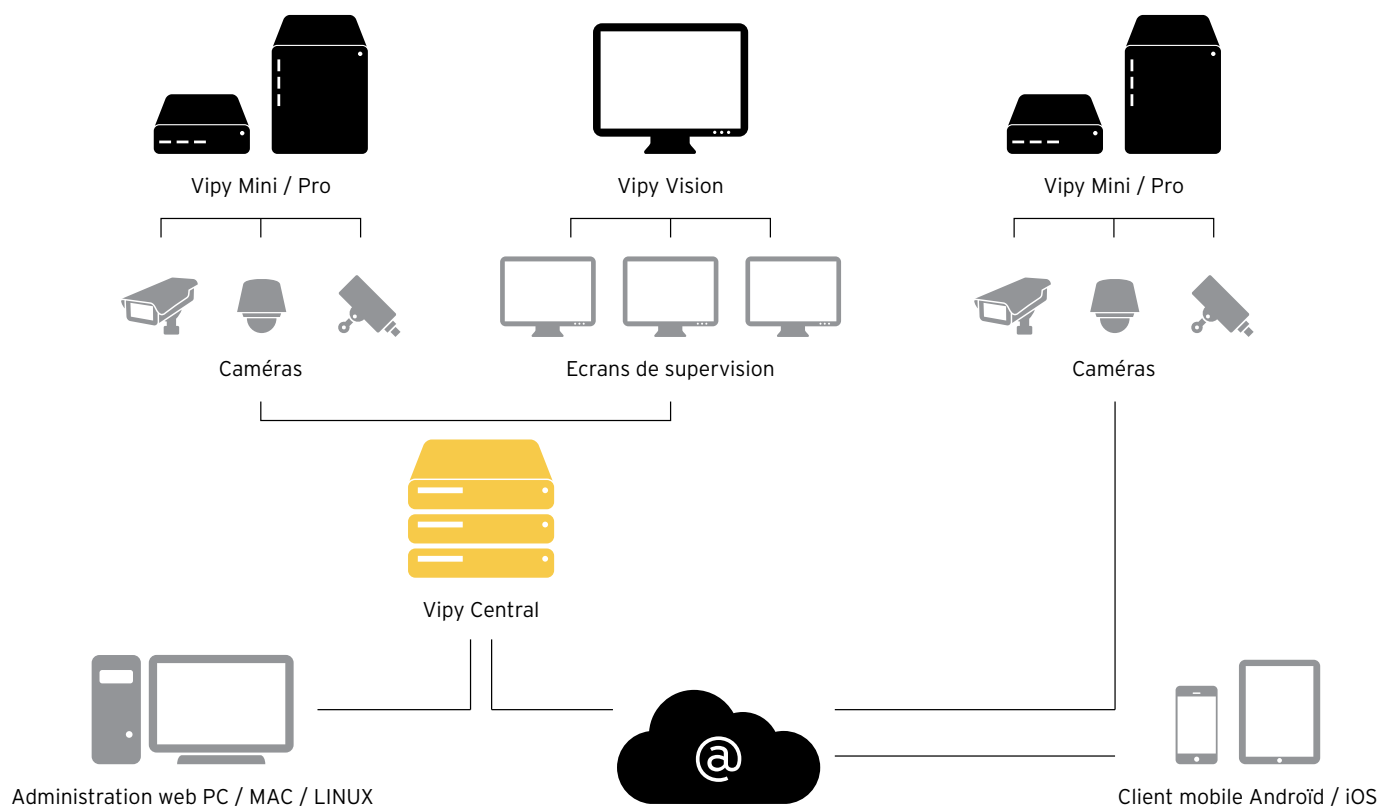 Vipy Mini / Pro
Vipy Vision
Vipy Mini / Pro
Caméras
Ecrans de supervision
Caméras
Vipy Central
@
Administration web PC / MAC / LINUX
Client mobile Androïd / iOS